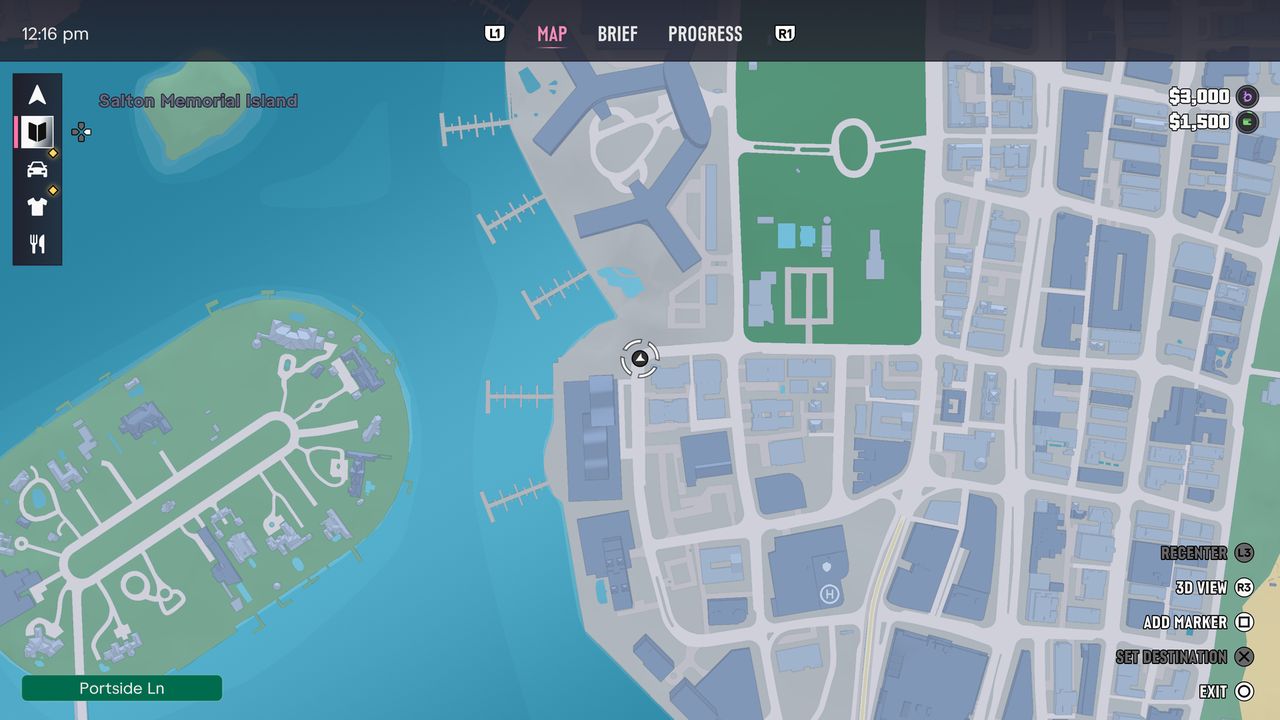 12:16 pm
L1 MAP BRIEF PROGRESS R1
Salton Memorial Island
$3,000
$1,500
H
RECENTER L3
3D VIEW R3
ADD MARKER
SET DESTINATION
EXIT
Portside Ln